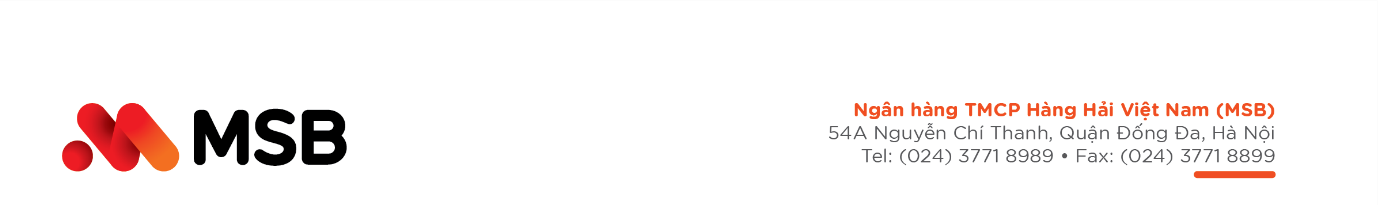 MSB
Ngân hàng TMCP Hàng Hải Việt Nam (MSB)
54A Nguyễn Chí Thanh, Quận Đống Đa, Hà Nội
Tel: (024) 3771 8989 • Fax: (024) 3771 8899